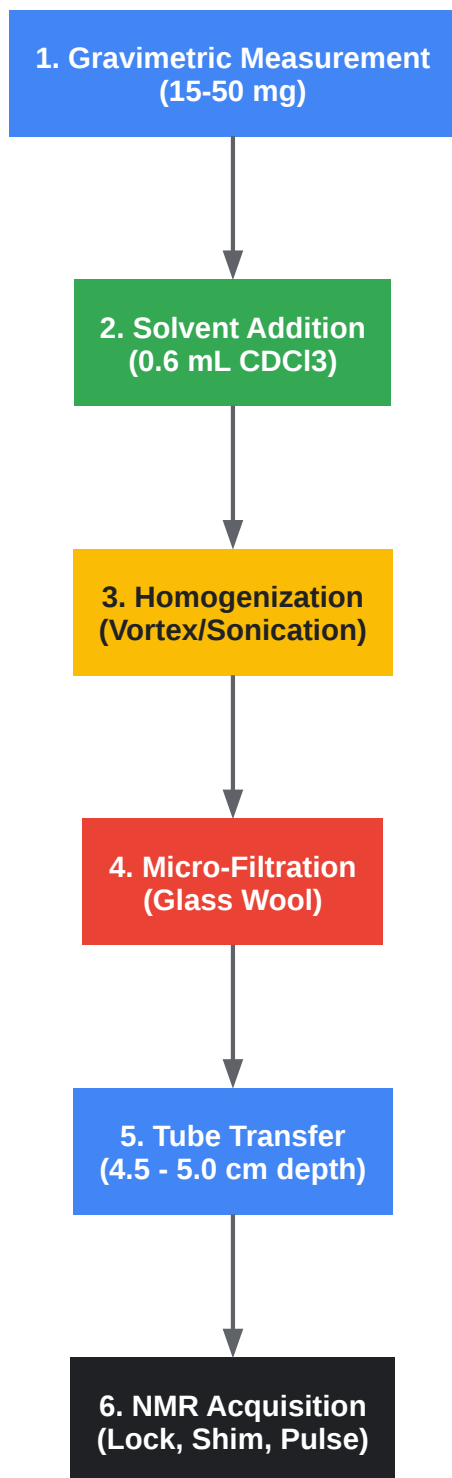 1. Gravimetric Measurement
(15-50 mg)
2. Solvent Addition
(0.6 mL CDCl3)
3. Homogenization
(Vortex/Sonication)
4. Micro-Filtration
(Glass Wool)
5. Tube Transfer
(4.5 - 5.0 cm depth)
6. NMR Acquisition
(Lock, Shim, Pulse)